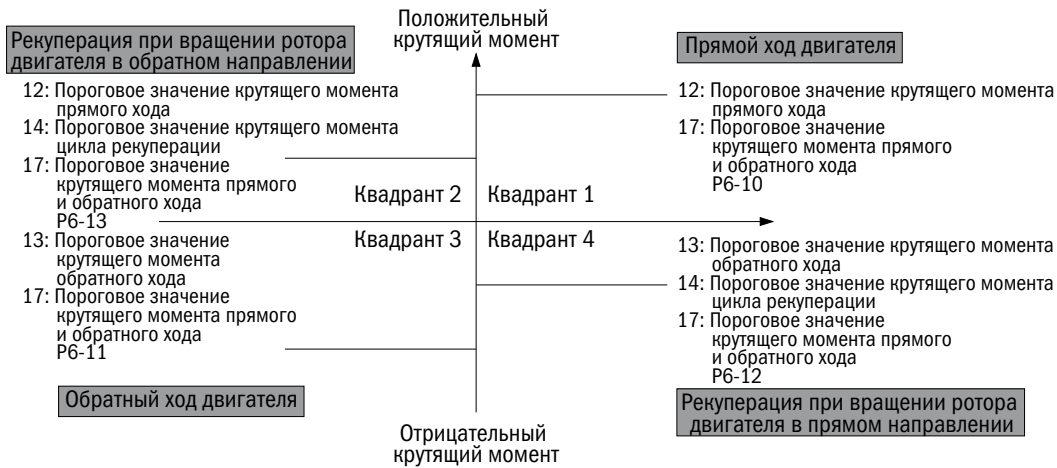 Положительный
крутящий момент
Рекуперация при вращении ротора
двигателя в обратном направлении
12: Пороговое значение крутящего момента
прямого хода
14: Пороговое значение крутящего момента
цикла рекуперации
17: Пороговое значение
крутящего момента прямого
и обратного хода
P6-13
Прямой ход двигателя
12: Пороговое значение крутящего момента
прямого хода
17: Пороговое значение
крутящего момента прямого
и обратного хода
P6-10
Квадрант 2
Квадрант 1
Квадрант 3
Квадрант 4
13: Пороговое значение
крутящего момента
обратного хода
17: Пороговое значение
крутящего момента прямого
и обратного хода
P6-11
Обратный ход двигателя
13: Пороговое значение крутящего момента
обратного хода
14: Пороговое значение крутящего момента
цикла рекуперации
17: Пороговое значение
крутящего момента прямого
и обратного хода
P6-12
Рекуперация при вращении ротора
двигателя в прямом направлении
Отрицательный
крутящий момент